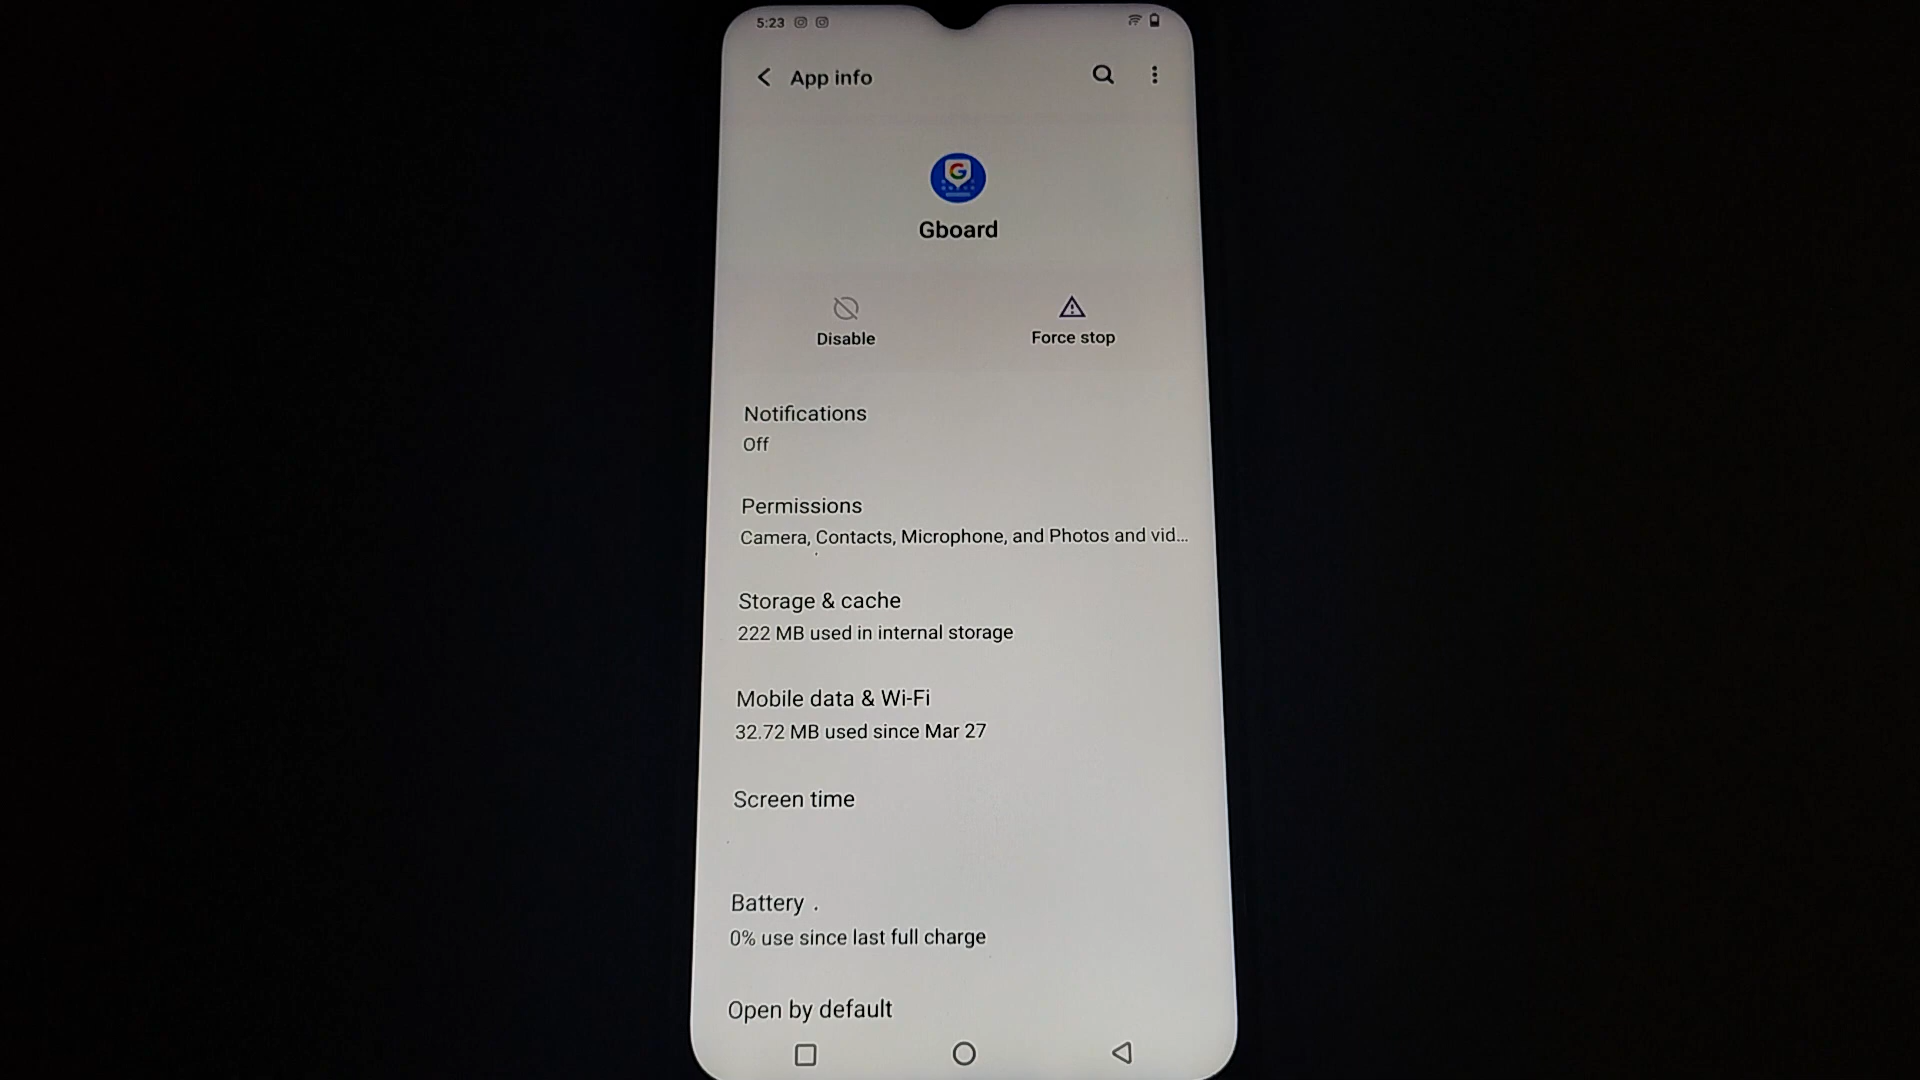 5:23
App info
Gboard
Disable
Force stop
Notifications
Off
Permissions
Camera, Contacts, Microphone, and Photos and vid...
Storage & cache
222 MB used in internal storage
Mobile data & Wi-Fi
32.72 MB used since Mar 27
Screen time
Battery
0% use since last full charge
Open by default